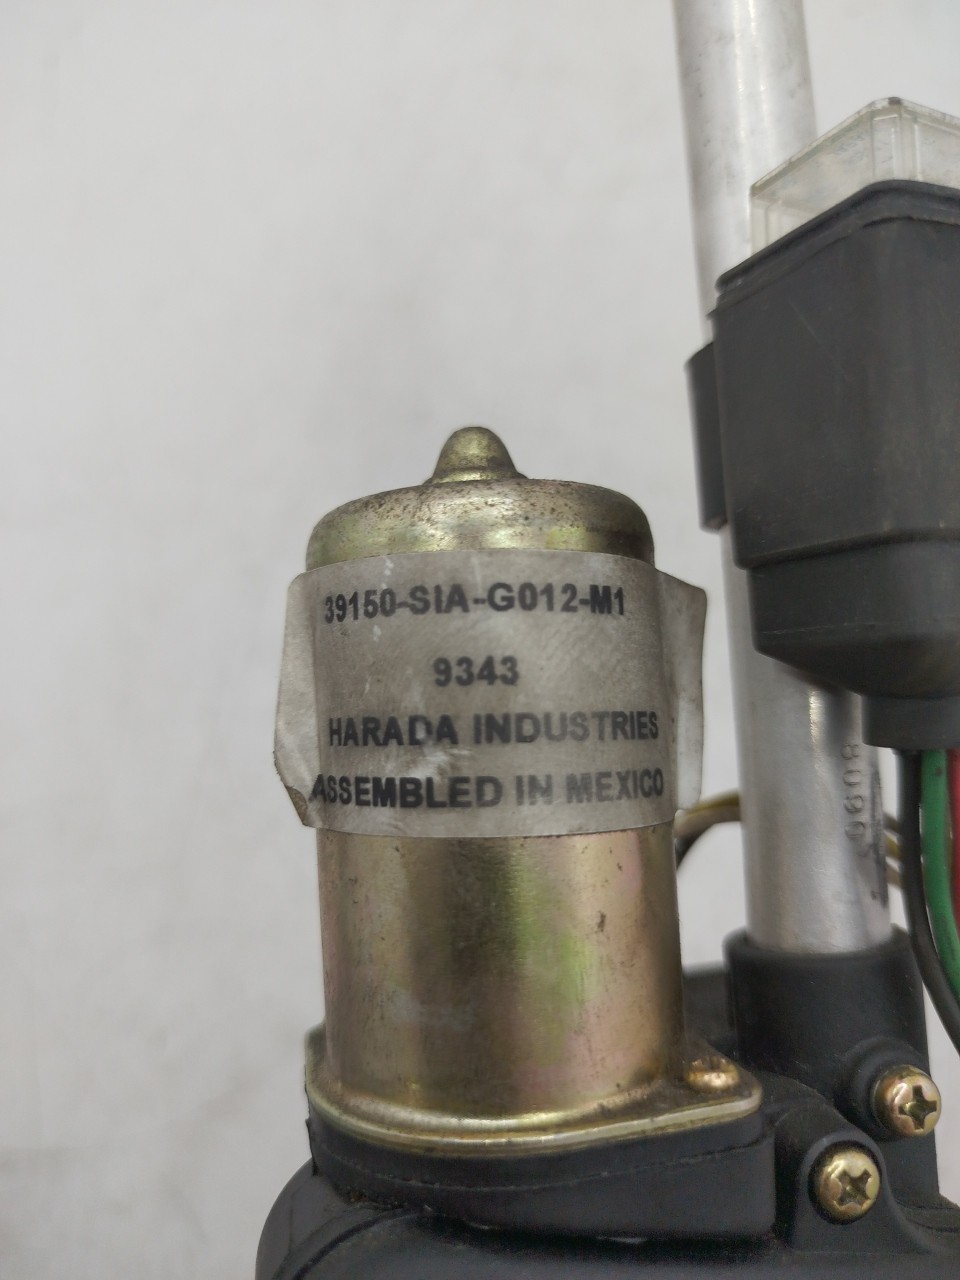 39150-SIA-G012-M1
9343
HARADA INDUSTRIES
ASSEMBLED IN MEXICO